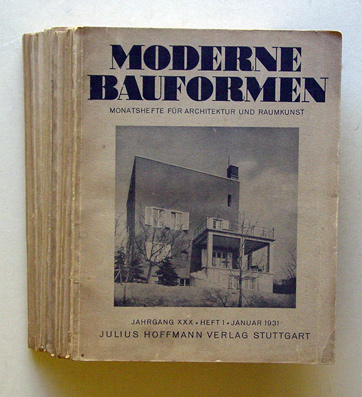 MODERNE
BAUFORMEN
MONATSHEFTE FÜR ARCHITEKTUR UND RAUMKUNST
JAHRGANG XXX • HEFT 1 • JANUAR 1931
JULIUS HOFFMANN VERLAG STUTTGART